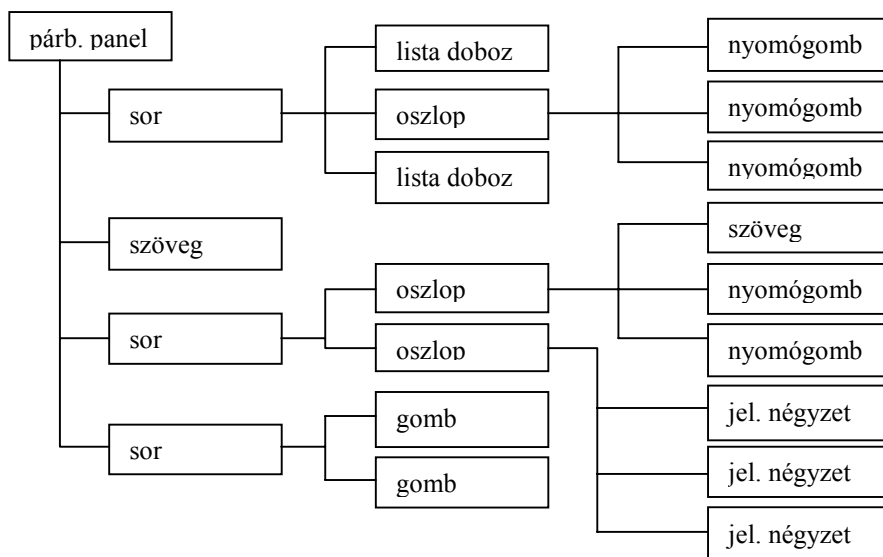 párb. panel
lista doboz
nyomógomb
sor
oszlop
nyomógomb
lista doboz
nyomógomb
szöveg
szöveg
oszlop
nyomógomb
sor
oszlop
nyomógomb
gomb
jel. négyzet
sor
gomb
jel. négyzet
jel. négyzet